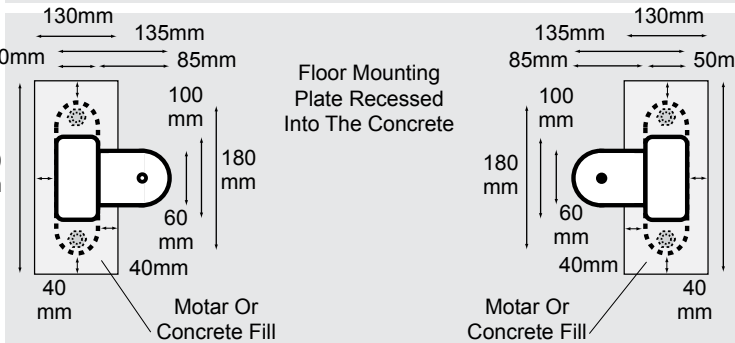 130mm
135mm
0mm
85mm
100
mm
180
mm
60
mm
40mm
40
mm
Motar Or
Concrete Fill
Floor Mounting
Plate Recessed
Into The Concrete
130mm
135mm
85mm
50m
100
mm
180
mm
60
mm
40mm
40
mm
Motar Or
Concrete Fill